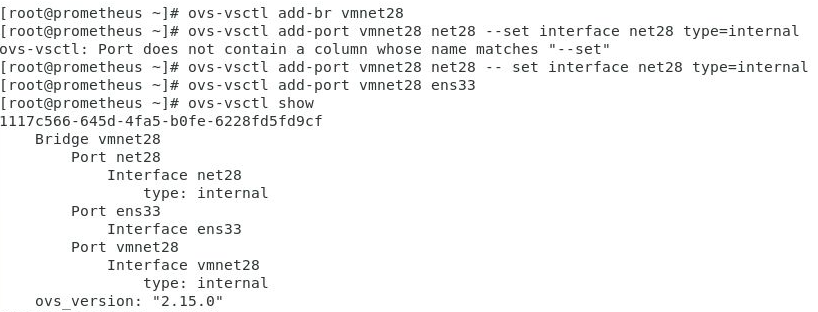 [root@prometheus ~]# ovs-vsctl add-br vmnet28
[root@prometheus ~]# ovs-vsctl add-port vmnet28 net28 --set interface net28 type=internal
ovs-vsctl: Port does not contain a column whose name matches "--set"
[root@prometheus ~]# ovs-vsctl add-port vmnet28 net28 -- set interface net28 type=internal
[root@prometheus ~]# ovs-vsctl add-port vmnet28 ens33
[root@prometheus ~]# ovs-vsctl show
1117c566-645d-4fa5-b0fe-6228fd5fd9cf
    Bridge vmnet28
        Port net28
            Interface net28
                type: internal
        Port ens33
            Interface ens33
        Port vmnet28
            Interface vmnet28
                type: internal
    ovs_version: "2.15.0"